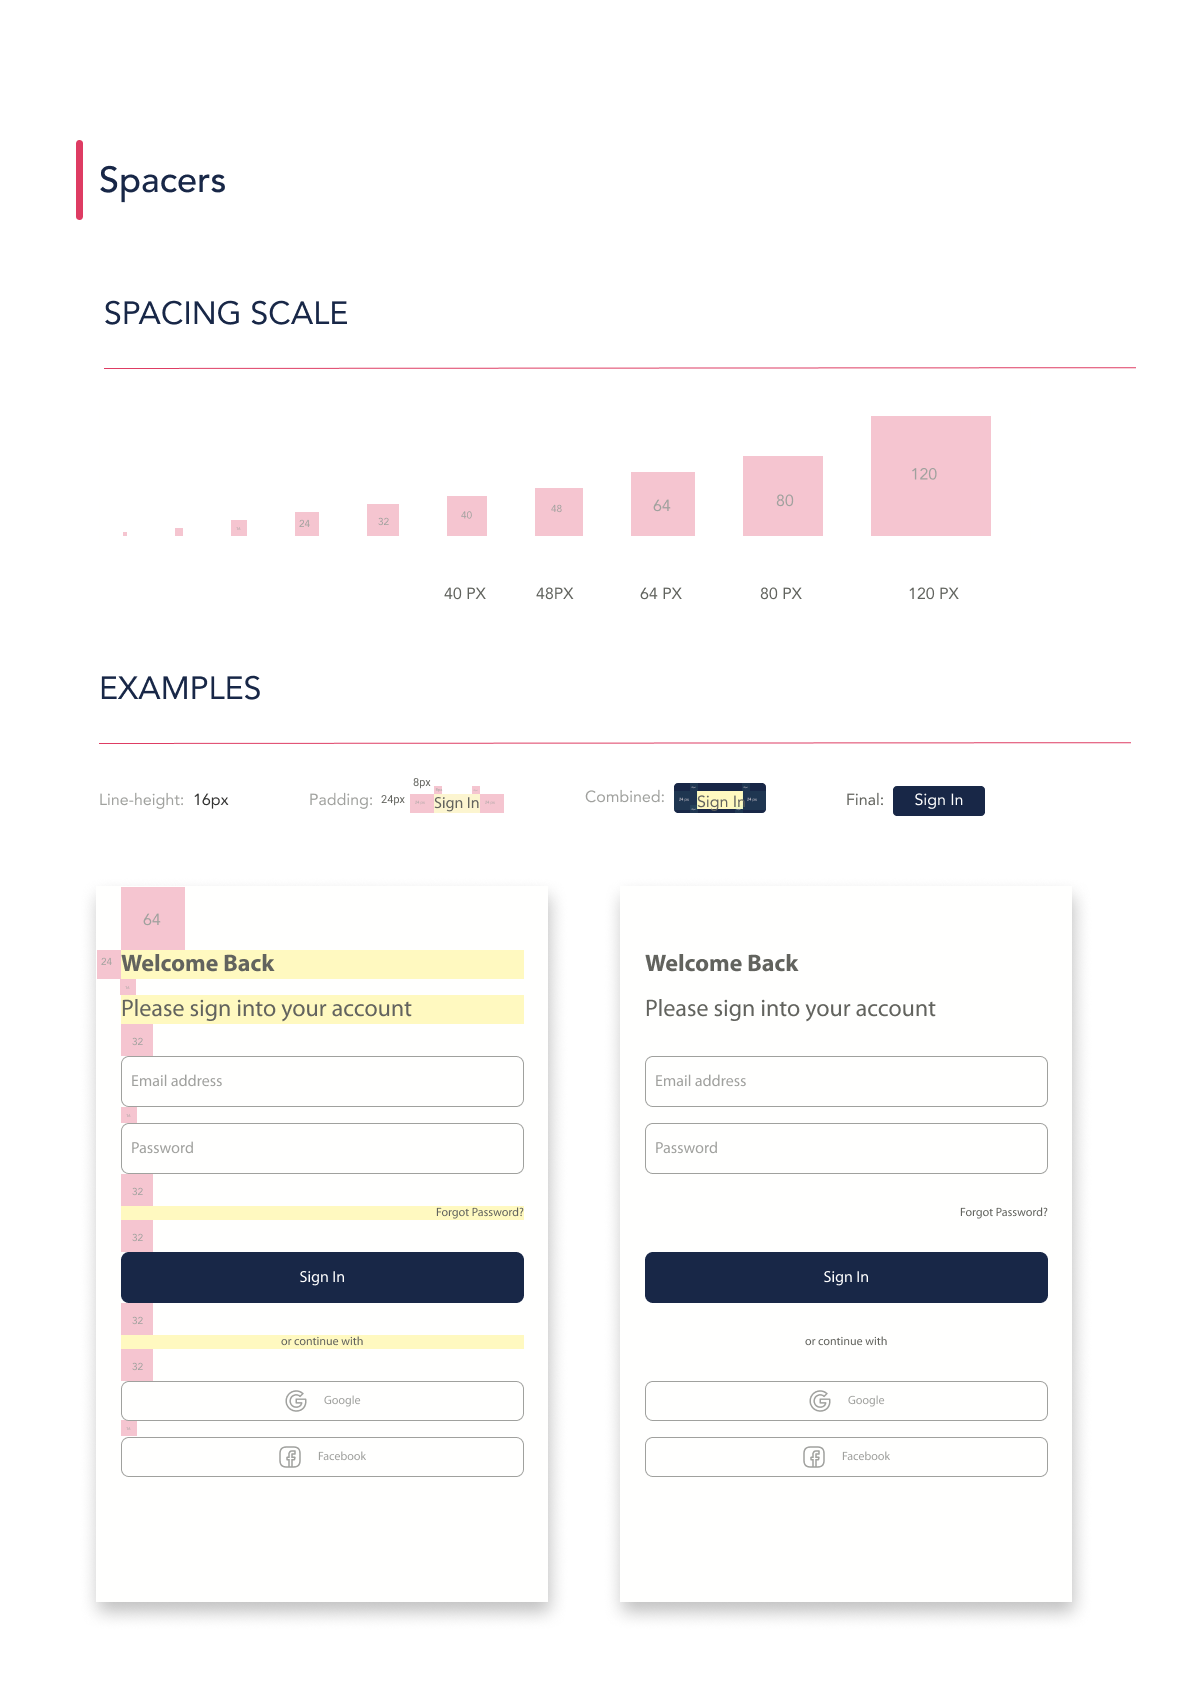 Spacers
SPACING SCALE
24 32 40 48 64 80 120
40 PX 48PX 64 PX 80 PX 120 PX
EXAMPLES
Line-height: 16px
Padding: 24px 8px Sign In
Combined: 24 px Sign In 24 px
Final: Sign In
64
24 Welcome Back
Please sign into your account
32
Email address
Password
32
Forgot Password?
32
Sign In
32
or continue with
32
Google
Facebook
Welcome Back
Please sign into your account
Email address
Password
Forgot Password?
Sign In
or continue with
Google
Facebook